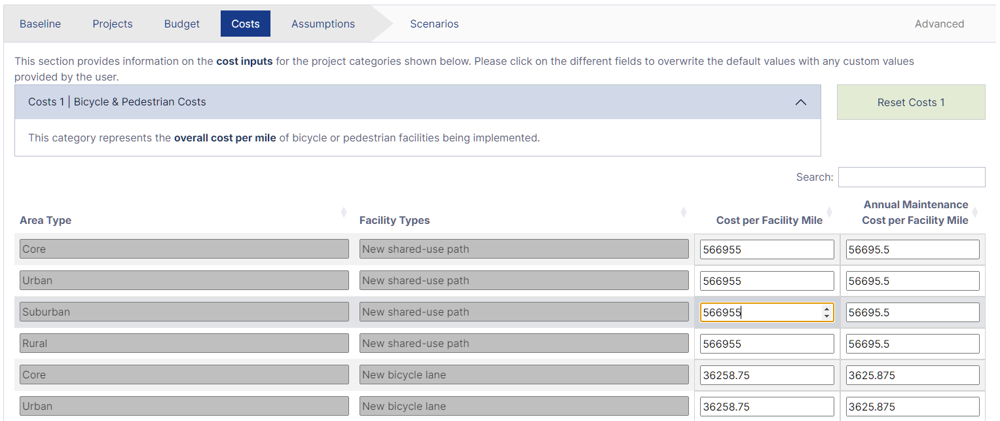 Baseline Projects Budget Costs Assumptions Scenarios Advanced
This section provides information on the cost inputs for the project categories shown below. Please click on the different fields to overwrite the default values with any custom values
provided by the user.
Costs 1 | Bicycle & Pedestrian Costs
Reset Costs 1
This category represents the overall cost per mile of bicycle or pedestrian facilities being implemented.
Search:
Area Type Facility Types Cost per Facility Mile Annual Maintenance
Cost per Facility Mile
Core New shared-use path 566955 56695.5
Urban New shared-use path 566955 56695.5
Suburban New shared-use path 566955 56695.5
Rural New shared-use path 566955 56695.5
Core New bicycle lane 36258.75 3625.875
Urban New bicycle lane 36258.75 3625.875